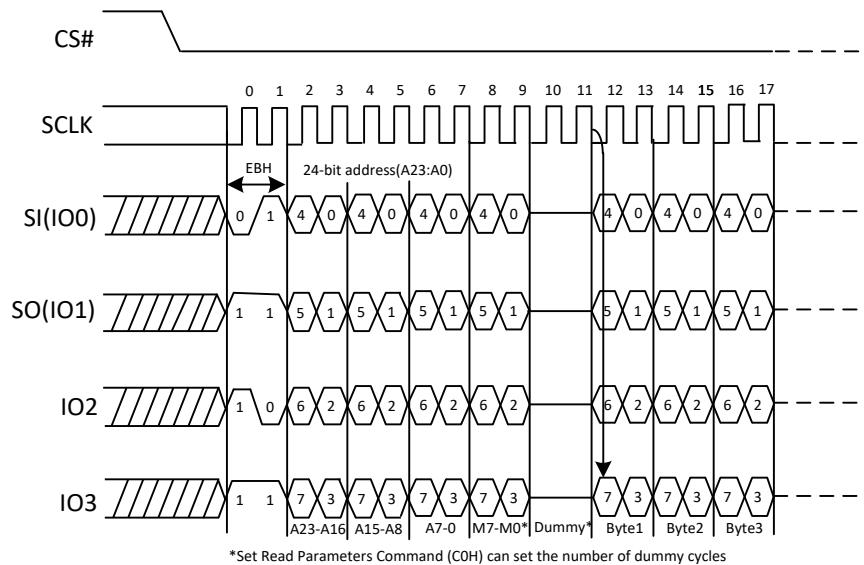 CS#
0 1 2 3 4 5 6 7 8 9 10 11 12 13 14 15 16 17
SCLK
EBH 24-bit address(A23:A0)
SI(IO0) 0 1 4 0 4 0 4 0 4 0 4 0 4 0 4 0
SO(IO1) 1 1 5 1 5 1 5 1 5 1 5 1 5 1 5 1
IO2 1 0 6 2 6 2 6 2 6 2 6 2 6 2 6 2
IO3 1 1 7 3 7 3 7 3 7 3 7 3 7 3 7 3
A23-A16 A15-A8 A7-0 M7-M0* Dummy* Byte1 Byte2 Byte3
*Set Read Parameters Command (C0H) can set the number of dummy cycles